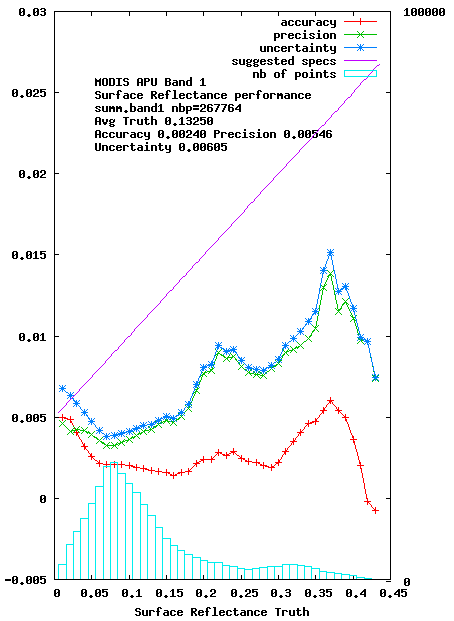 0.03
0.025
0.02
0.015
0.01
0.005
0
-0.005
100000
0
accuracy
precision
uncertainty
suggested specs
nb of points
MODIS APU Band 1
Surface Reflectance performance
summ.band1 nbp=267764
Avg Truth 0.13250
Accuracy 0.00240 Precision 0.00546
Uncertainty 0.00605
0 0.05 0.1 0.15 0.2 0.25 0.3 0.35 0.4 0.45
Surface Reflectance Truth